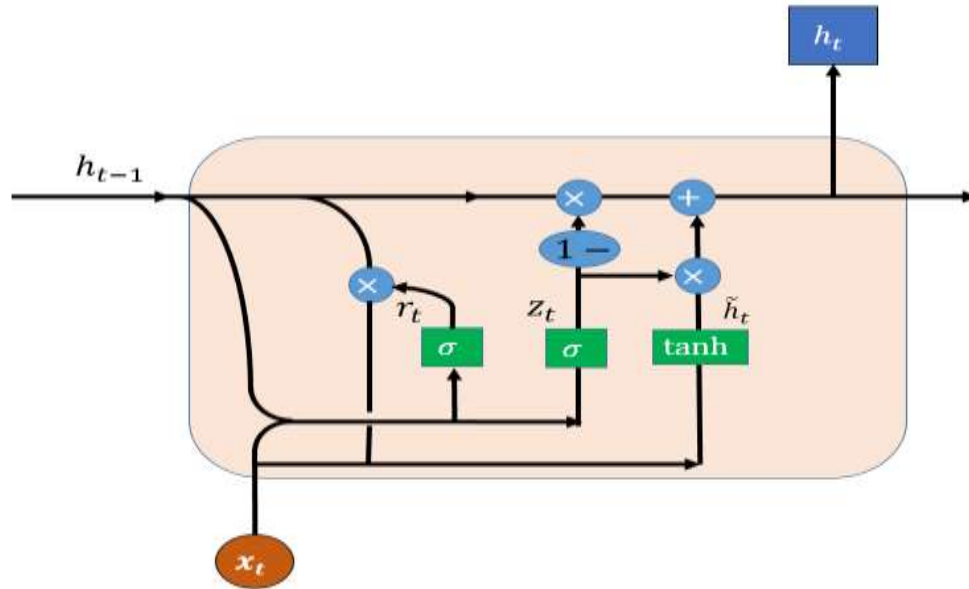 h_t
h_{t-1}
×
+
1 −
×
×
r_t
z_t
h̃_t
σ
σ
tanh
x_t